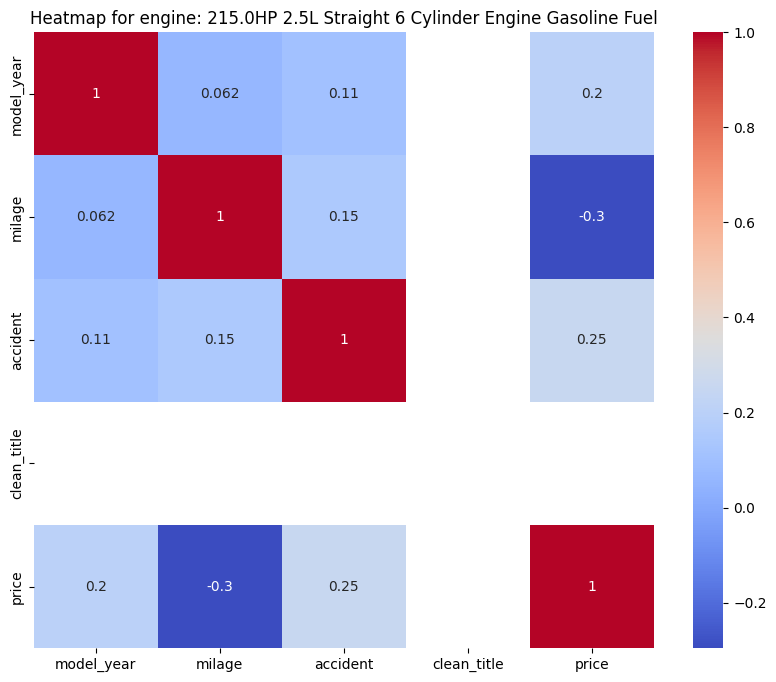 Heatmap for engine: 215.0HP 2.5L Straight 6 Cylinder Engine Gasoline Fuel
model_year
1
0.062
0.11
0.2
milage
0.062
1
0.15
-0.3
accident
0.11
0.15
1
0.25
clean_title
price
0.2
-0.3
0.25
1
model_year
milage
accident
clean_title
price
1.0
0.8
0.6
0.4
0.2
0.0
−0.2